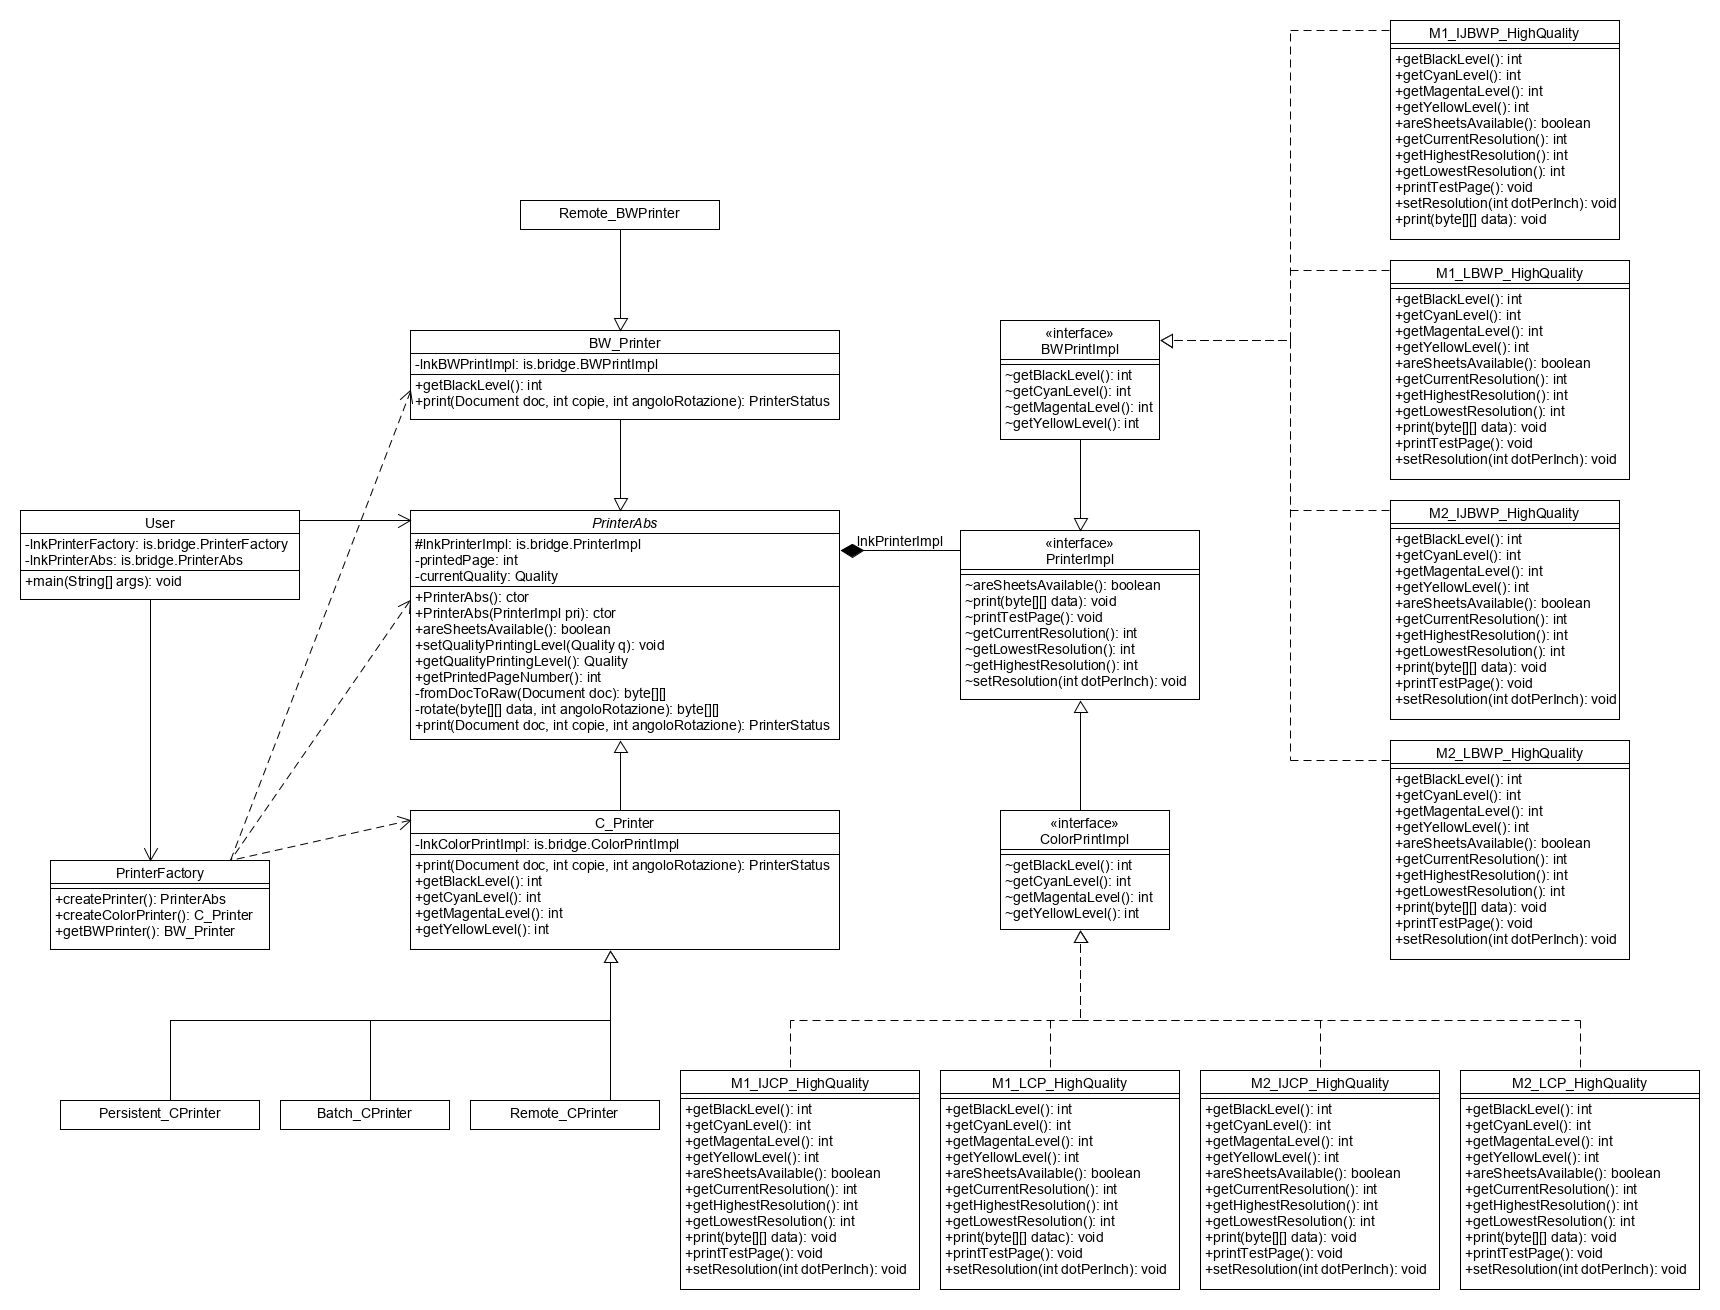 M1_IJBWP_HighQuality
+getBlackLevel(): int
+getCyanLevel(): int
+getMagentaLevel(): int
+getYellowLevel(): int
+areSheetsAvailable(): boolean
+getCurrentResolution(): int
+getHighestResolution(): int
+getLowestResolution(): int
+printTestPage(): void
+setResolution(int dotPerInch): void
+print(byte[][] data): void
Remote_BWPrinter
M1_LBWP_HighQuality
+getBlackLevel(): int
+getCyanLevel(): int
+getMagentaLevel(): int
+getYellowLevel(): int
+areSheetsAvailable(): boolean
+getCurrentResolution(): int
+getHighestResolution(): int
+getLowestResolution(): int
+print(byte[][] data): void
+printTestPage(): void
+setResolution(int dotPerInch): void
BW_Printer
-lnkBWPrintImpl: is.bridge.BWPrintImpl
+getBlackLevel(): int
+print(Document doc, int copie, int angoloRotazione): PrinterStatus
«interface»
BWPrintImpl
~getBlackLevel(): int
~getCyanLevel(): int
~getMagentaLevel(): int
~getYellowLevel(): int
User
-lnkPrinterFactory: is.bridge.PrinterFactory
-lnkPrinterAbs: is.bridge.PrinterAbs
+main(String[] args): void
PrinterAbs
#lnkPrinterImpl: is.bridge.PrinterImpl
-printedPage: int
-currentQuality: Quality
+PrinterAbs(): ctor
+PrinterAbs(PrinterImpl pri): ctor
+areSheetsAvailable(): boolean
+setQualityPrintingLevel(Quality q): void
+getQualityPrintingLevel(): Quality
+getPrintedPageNumber(): int
-fromDocToRaw(Document doc): byte[][]
-rotate(byte[][] data, int angoloRotazione): byte[][]
+print(Document doc, int copie, int angoloRotazione): PrinterStatus
lnkPrinterImpl
«interface»
PrinterImpl
~areSheetsAvailable(): boolean
~print(byte[][] data): void
~printTestPage(): void
~getCurrentResolution(): int
~getLowestResolution(): int
~getHighestResolution(): int
~setResolution(int dotPerInch): void
M2_IJBWP_HighQuality
+getBlackLevel(): int
+getCyanLevel(): int
+getMagentaLevel(): int
+getYellowLevel(): int
+areSheetsAvailable(): boolean
+getCurrentResolution(): int
+getHighestResolution(): int
+getLowestResolution(): int
+print(byte[][] data): void
+printTestPage(): void
+setResolution(int dotPerInch): void
M2_LBWP_HighQuality
+getBlackLevel(): int
+getCyanLevel(): int
+getMagentaLevel(): int
+getYellowLevel(): int
+areSheetsAvailable(): boolean
+getCurrentResolution(): int
+getHighestResolution(): int
+getLowestResolution(): int
+print(byte[][] data): void
+printTestPage(): void
+setResolution(int dotPerInch): void
PrinterFactory
+createPrinter(): PrinterAbs
+createColorPrinter(): C_Printer
+getBWPrinter(): BW_Printer
C_Printer
-lnkColorPrintImpl: is.bridge.ColorPrintImpl
+print(Document doc, int copie, int angoloRotazione): PrinterStatus
+getBlackLevel(): int
+getCyanLevel(): int
+getMagentaLevel(): int
+getYellowLevel(): int
«interface»
ColorPrintImpl
~getBlackLevel(): int
~getCyanLevel(): int
~getMagentaLevel(): int
~getYellowLevel(): int
Persistent_CPrinter
Batch_CPrinter
Remote_CPrinter
M1_IJCP_HighQuality
+getBlackLevel(): int
+getCyanLevel(): int
+getMagentaLevel(): int
+getYellowLevel(): int
+areSheetsAvailable(): boolean
+getCurrentResolution(): int
+getHighestResolution(): int
+getLowestResolution(): int
+print(byte[][] data): void
+printTestPage(): void
+setResolution(int dotPerInch): void
M1_LCP_HighQuality
+getBlackLevel(): int
+getCyanLevel(): int
+getMagentaLevel(): int
+getYellowLevel(): int
+areSheetsAvailable(): boolean
+getCurrentResolution(): int
+getHighestResolution(): int
+getLowestResolution(): int
+print(byte[][] datac): void
+printTestPage(): void
+setResolution(int dotPerInch): void
M2_IJCP_HighQuality
+getBlackLevel(): int
+getCyanLevel(): int
+getMagentaLevel(): int
+getYellowLevel(): int
+areSheetsAvailable(): boolean
+getCurrentResolution(): int
+getHighestResolution(): int
+getLowestResolution(): int
+print(byte[][] data): void
+printTestPage(): void
+setResolution(int dotPerInch): void
M2_LCP_HighQuality
+getBlackLevel(): int
+getCyanLevel(): int
+getMagentaLevel(): int
+getYellowLevel(): int
+areSheetsAvailable(): boolean
+getCurrentResolution(): int
+getHighestResolution(): int
+getLowestResolution(): int
+print(byte[][] data): void
+printTestPage(): void
+setResolution(int dotPerInch): void